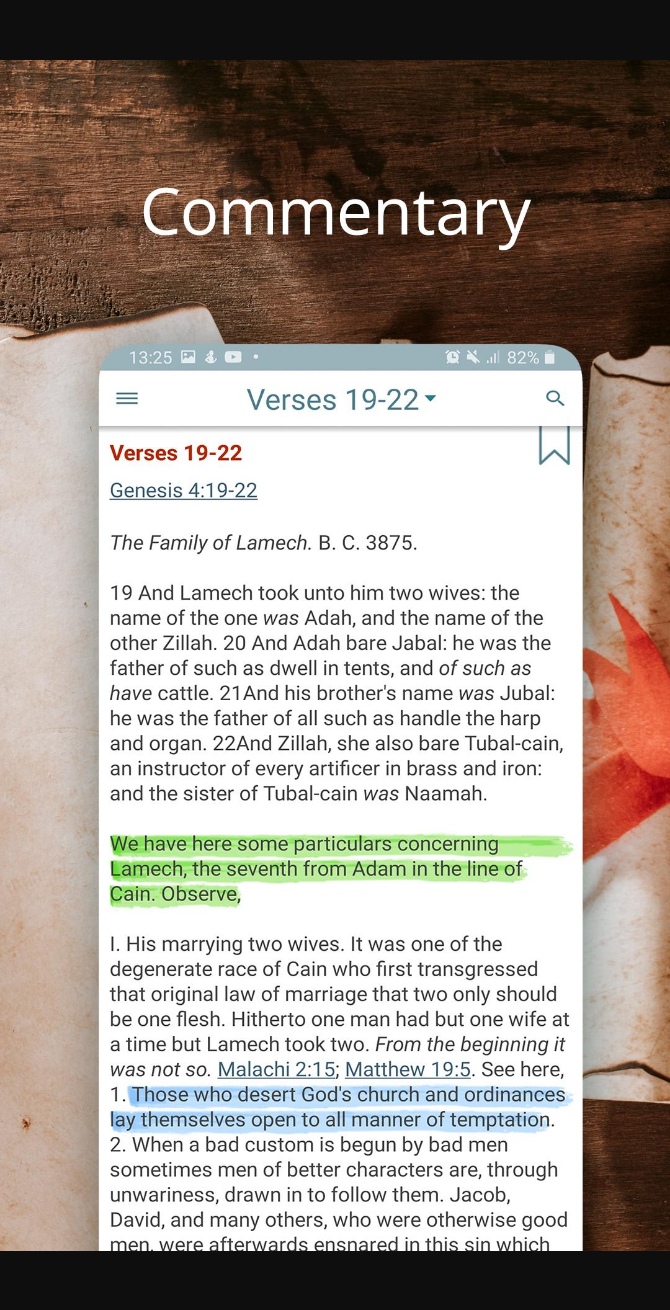 Commentary
13:25
82%
Verses 19-22
Verses 19-22
Genesis 4:19-22
The Family of Lamech. B. C. 3875.
19 And Lamech took unto him two wives: the
name of the one was Adah, and the name of the
other Zillah. 20 And Adah bare Jabal: he was the
father of such as dwell in tents, and of such as
have cattle. 21And his brother's name was Jubal:
he was the father of all such as handle the harp
and organ. 22And Zillah, she also bare Tubal-cain,
an instructor of every artificer in brass and iron:
and the sister of Tubal-cain was Naamah.
We have here some particulars concerning
Lamech, the seventh from Adam in the line of
Cain. Observe,
I. His marrying two wives. It was one of the
degenerate race of Cain who first transgressed
that original law of marriage that two only should
be one flesh. Hitherto one man had but one wife at
a time but Lamech took two. From the beginning it
was not so. Malachi 2:15; Matthew 19:5. See here,
1. Those who desert God's church and ordinances
lay themselves open to all manner of temptation.
2. When a bad custom is begun by bad men
sometimes men of better characters are, through
unwariness, drawn in to follow them. Jacob,
David, and many others, who were otherwise good
men, were afterwards ensnared in this sin which